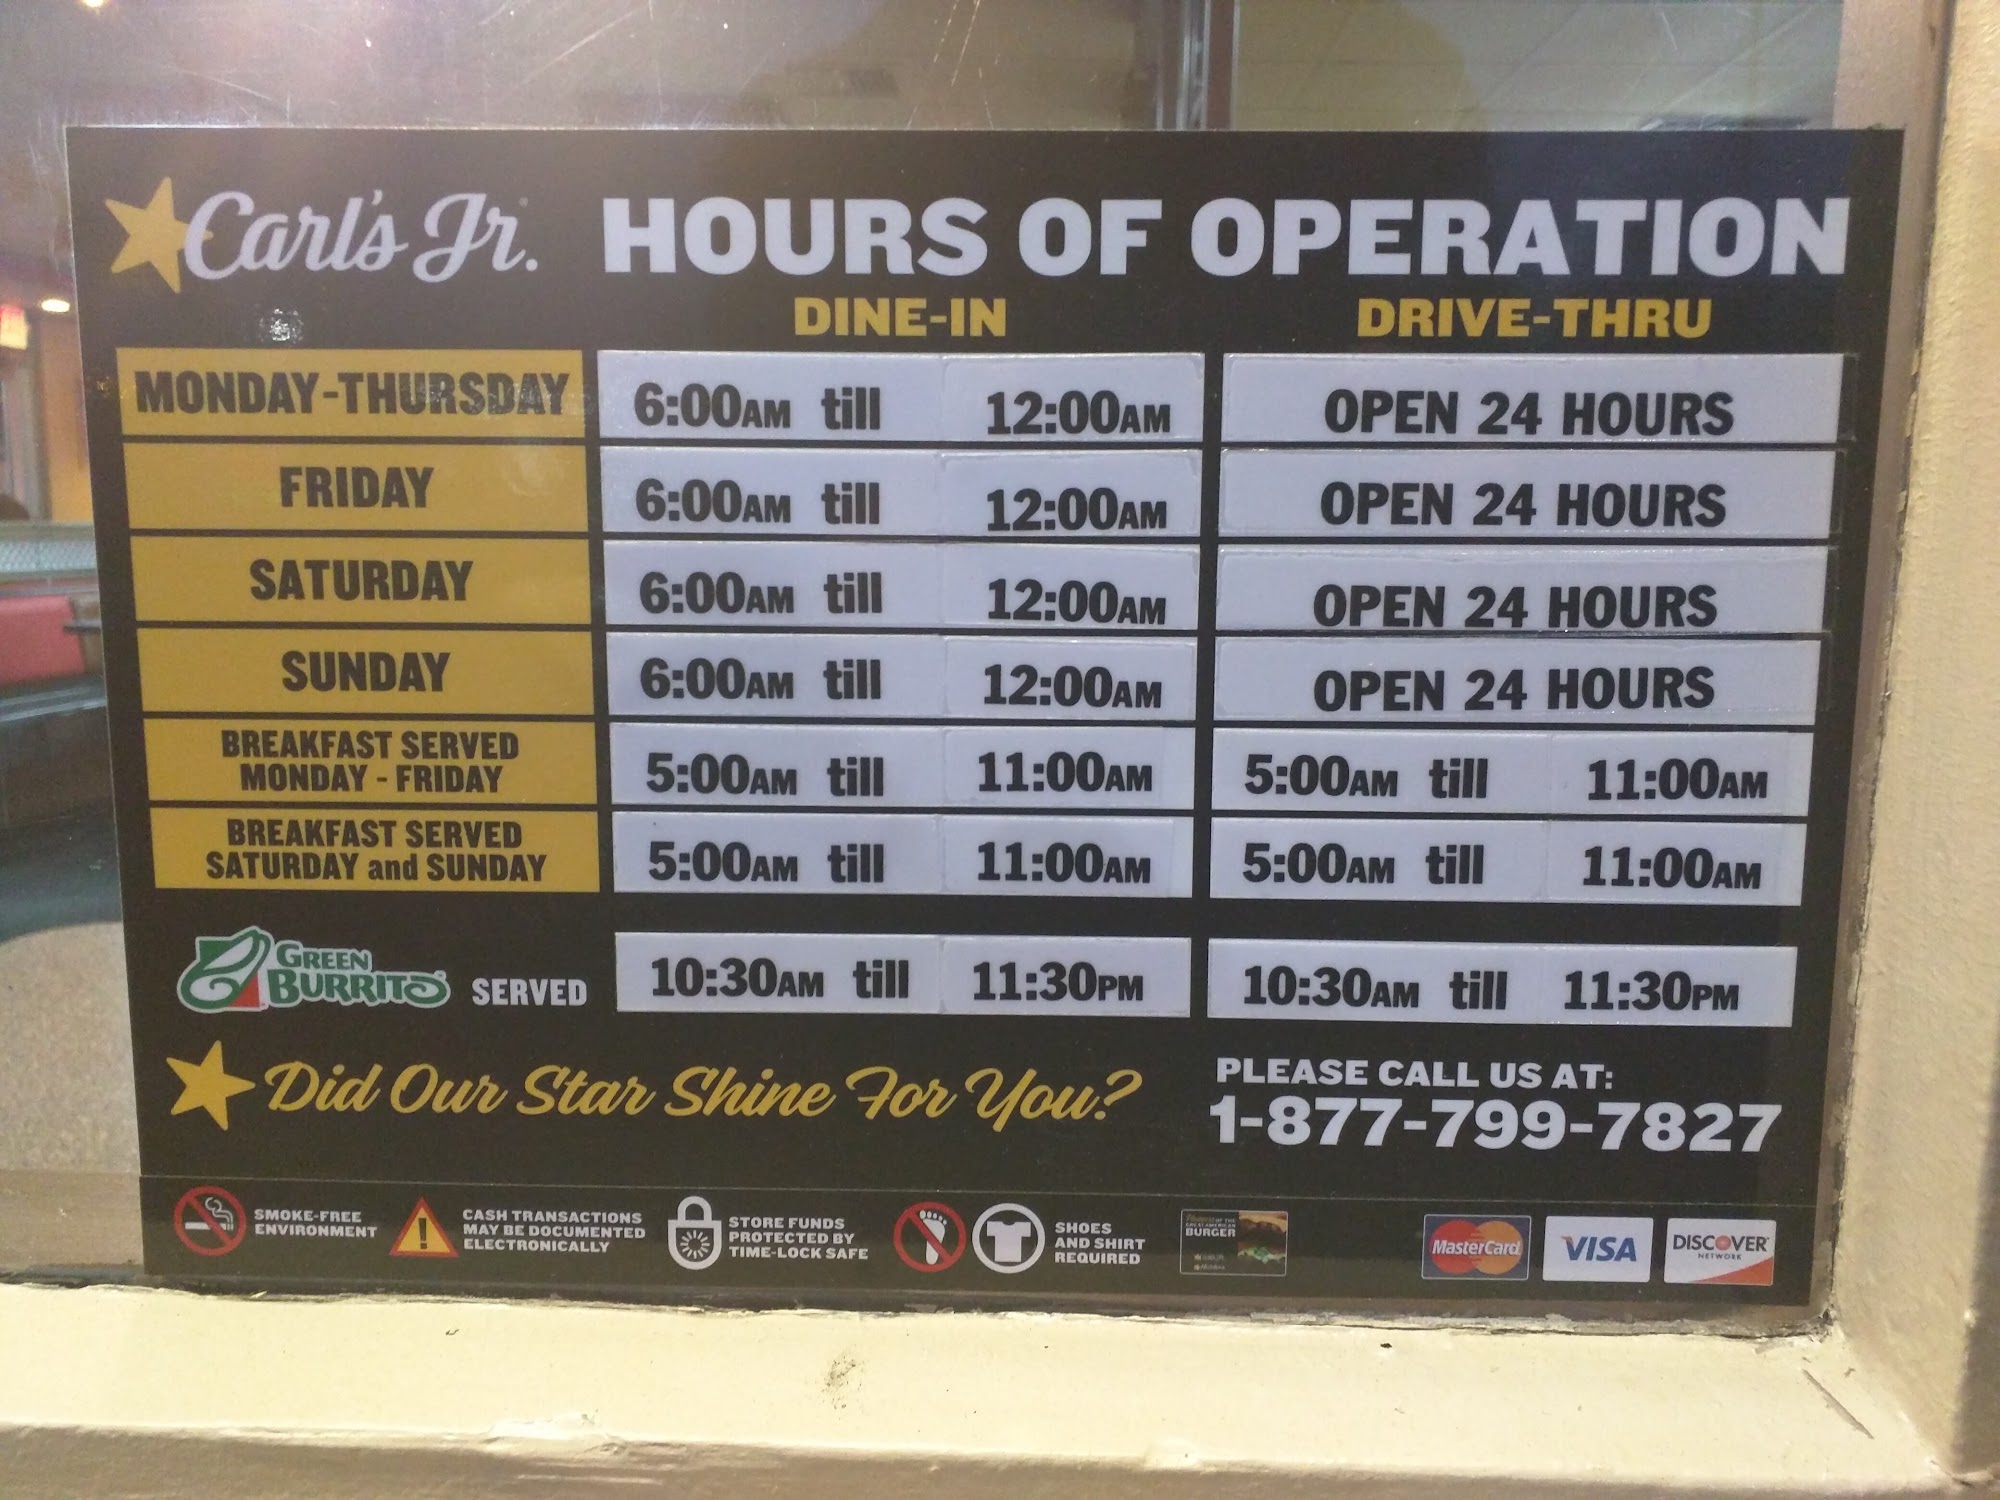 Carl's Jr. HOURS OF OPERATION
DINE-IN DRIVE-THRU
MONDAY-THURSDAY 6:00AM till 12:00AM OPEN 24 HOURS
FRIDAY 6:00AM till 12:00AM OPEN 24 HOURS
SATURDAY 6:00AM till 12:00AM OPEN 24 HOURS
SUNDAY 6:00AM till 12:00AM OPEN 24 HOURS
BREAKFAST SERVED
MONDAY - FRIDAY 5:00AM till 11:00AM 5:00AM till 11:00AM
BREAKFAST SERVED
SATURDAY and SUNDAY 5:00AM till 11:00AM 5:00AM till 11:00AM
GREEN
BURRITO SERVED 10:30AM till 11:30PM 10:30AM till 11:30PM
Did Our Star Shine For You?
PLEASE CALL US AT:
1-877-799-7827
SMOKE-FREE
ENVIRONMENT
CASH TRANSACTIONS
MAY BE DOCUMENTED
ELECTRONICALLY
STORE FUNDS
PROTECTED BY
TIME-LOCK SAFE
SHOES
AND SHIRT
REQUIRED
OF THE
GREAT AMERICAN
BURGER
MasterCard
VISA
DISCOVER
NETWORK